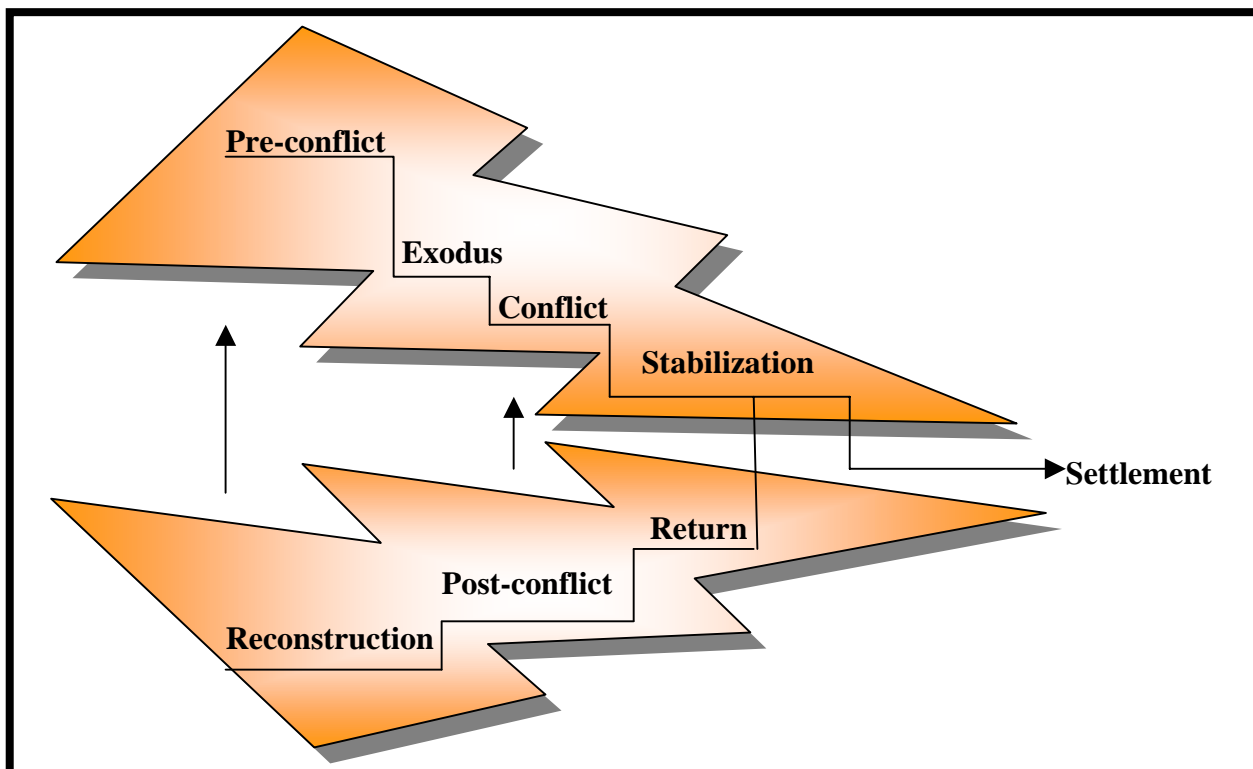 Pre-conflict
Exodus
Conflict
Stabilization
Settlement
Return
Post-conflict
Reconstruction